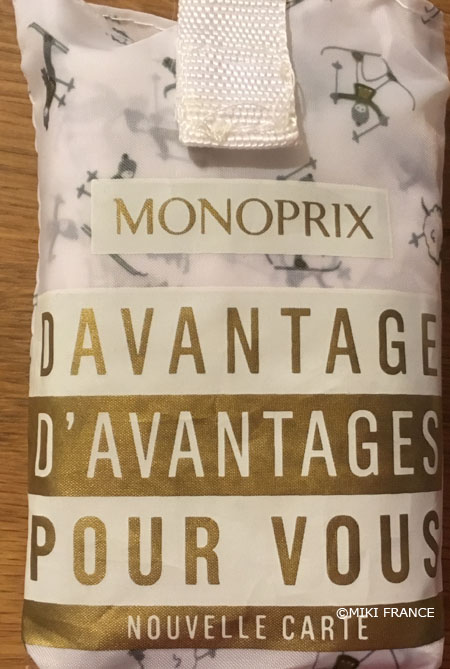 MONOPRIX
DAVANTAGE
D'AVANTAGES
POUR VOUS
NOUVELLE CARTE
©MIKI FRANCE